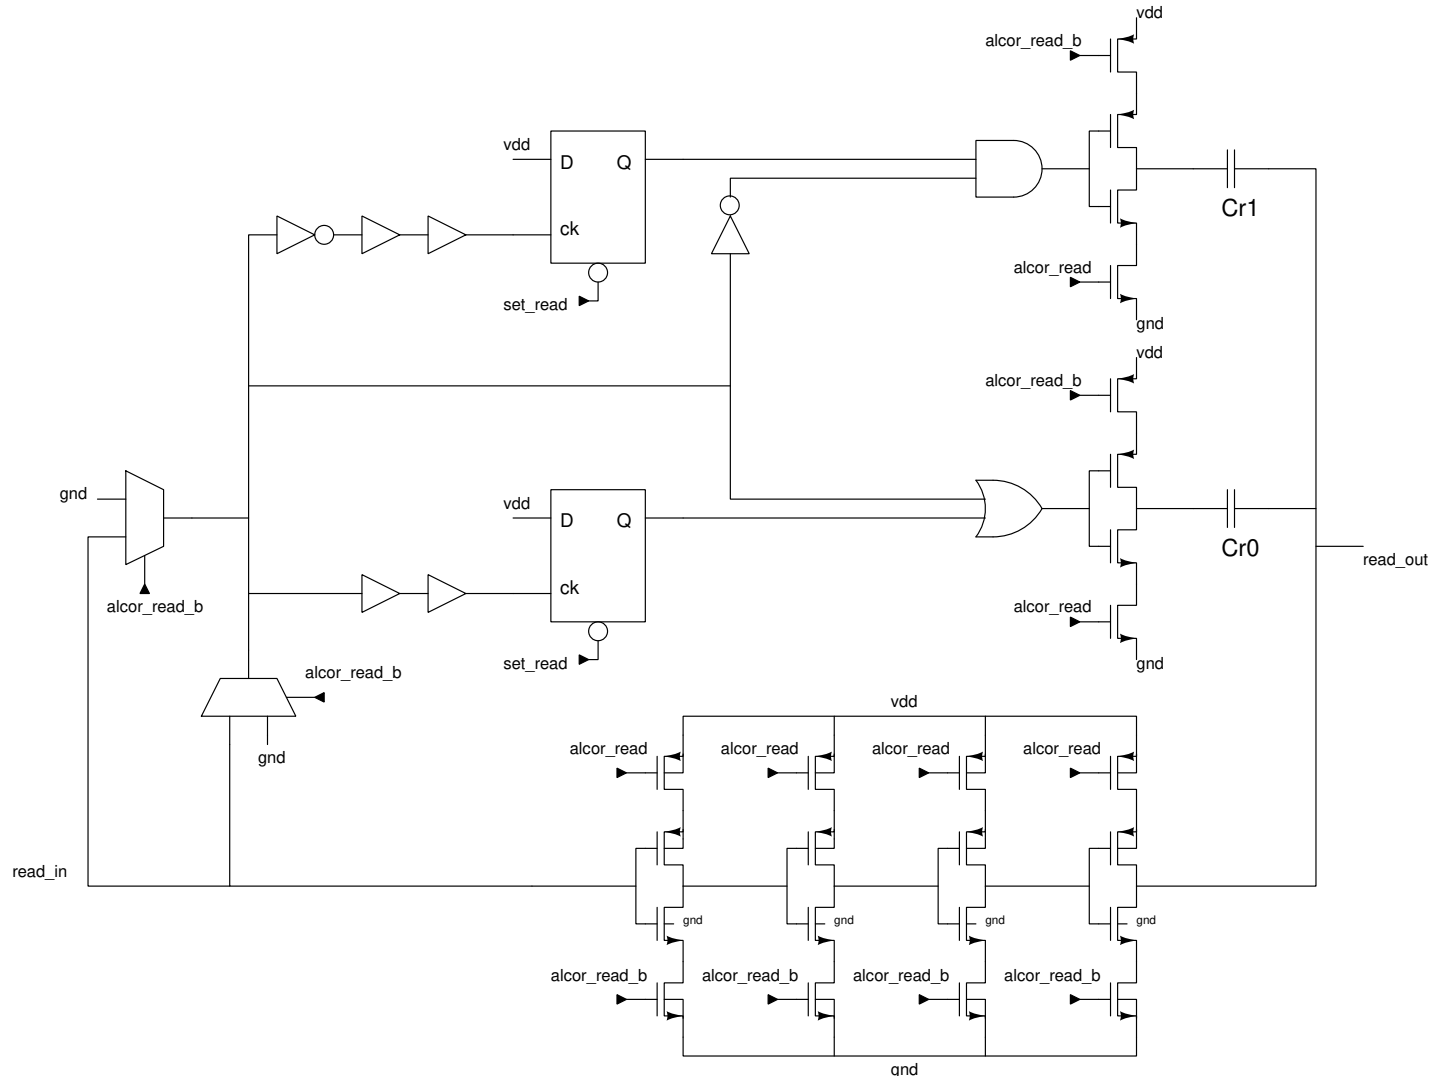 vdd
alcor_read_b
vdd
D
Q
Cr1
ck
alcor_read
set_read
gnd
vdd
alcor_read_b
gnd
vdd
D
Q
Cr0
read_out
ck
alcor_read_b
alcor_read
set_read
gnd
alcor_read_b
vdd
alcor_read
alcor_read
alcor_read
alcor_read
gnd
read_in
gnd
gnd
gnd
gnd
alcor_read_b
alcor_read_b
alcor_read_b
alcor_read_b
gnd